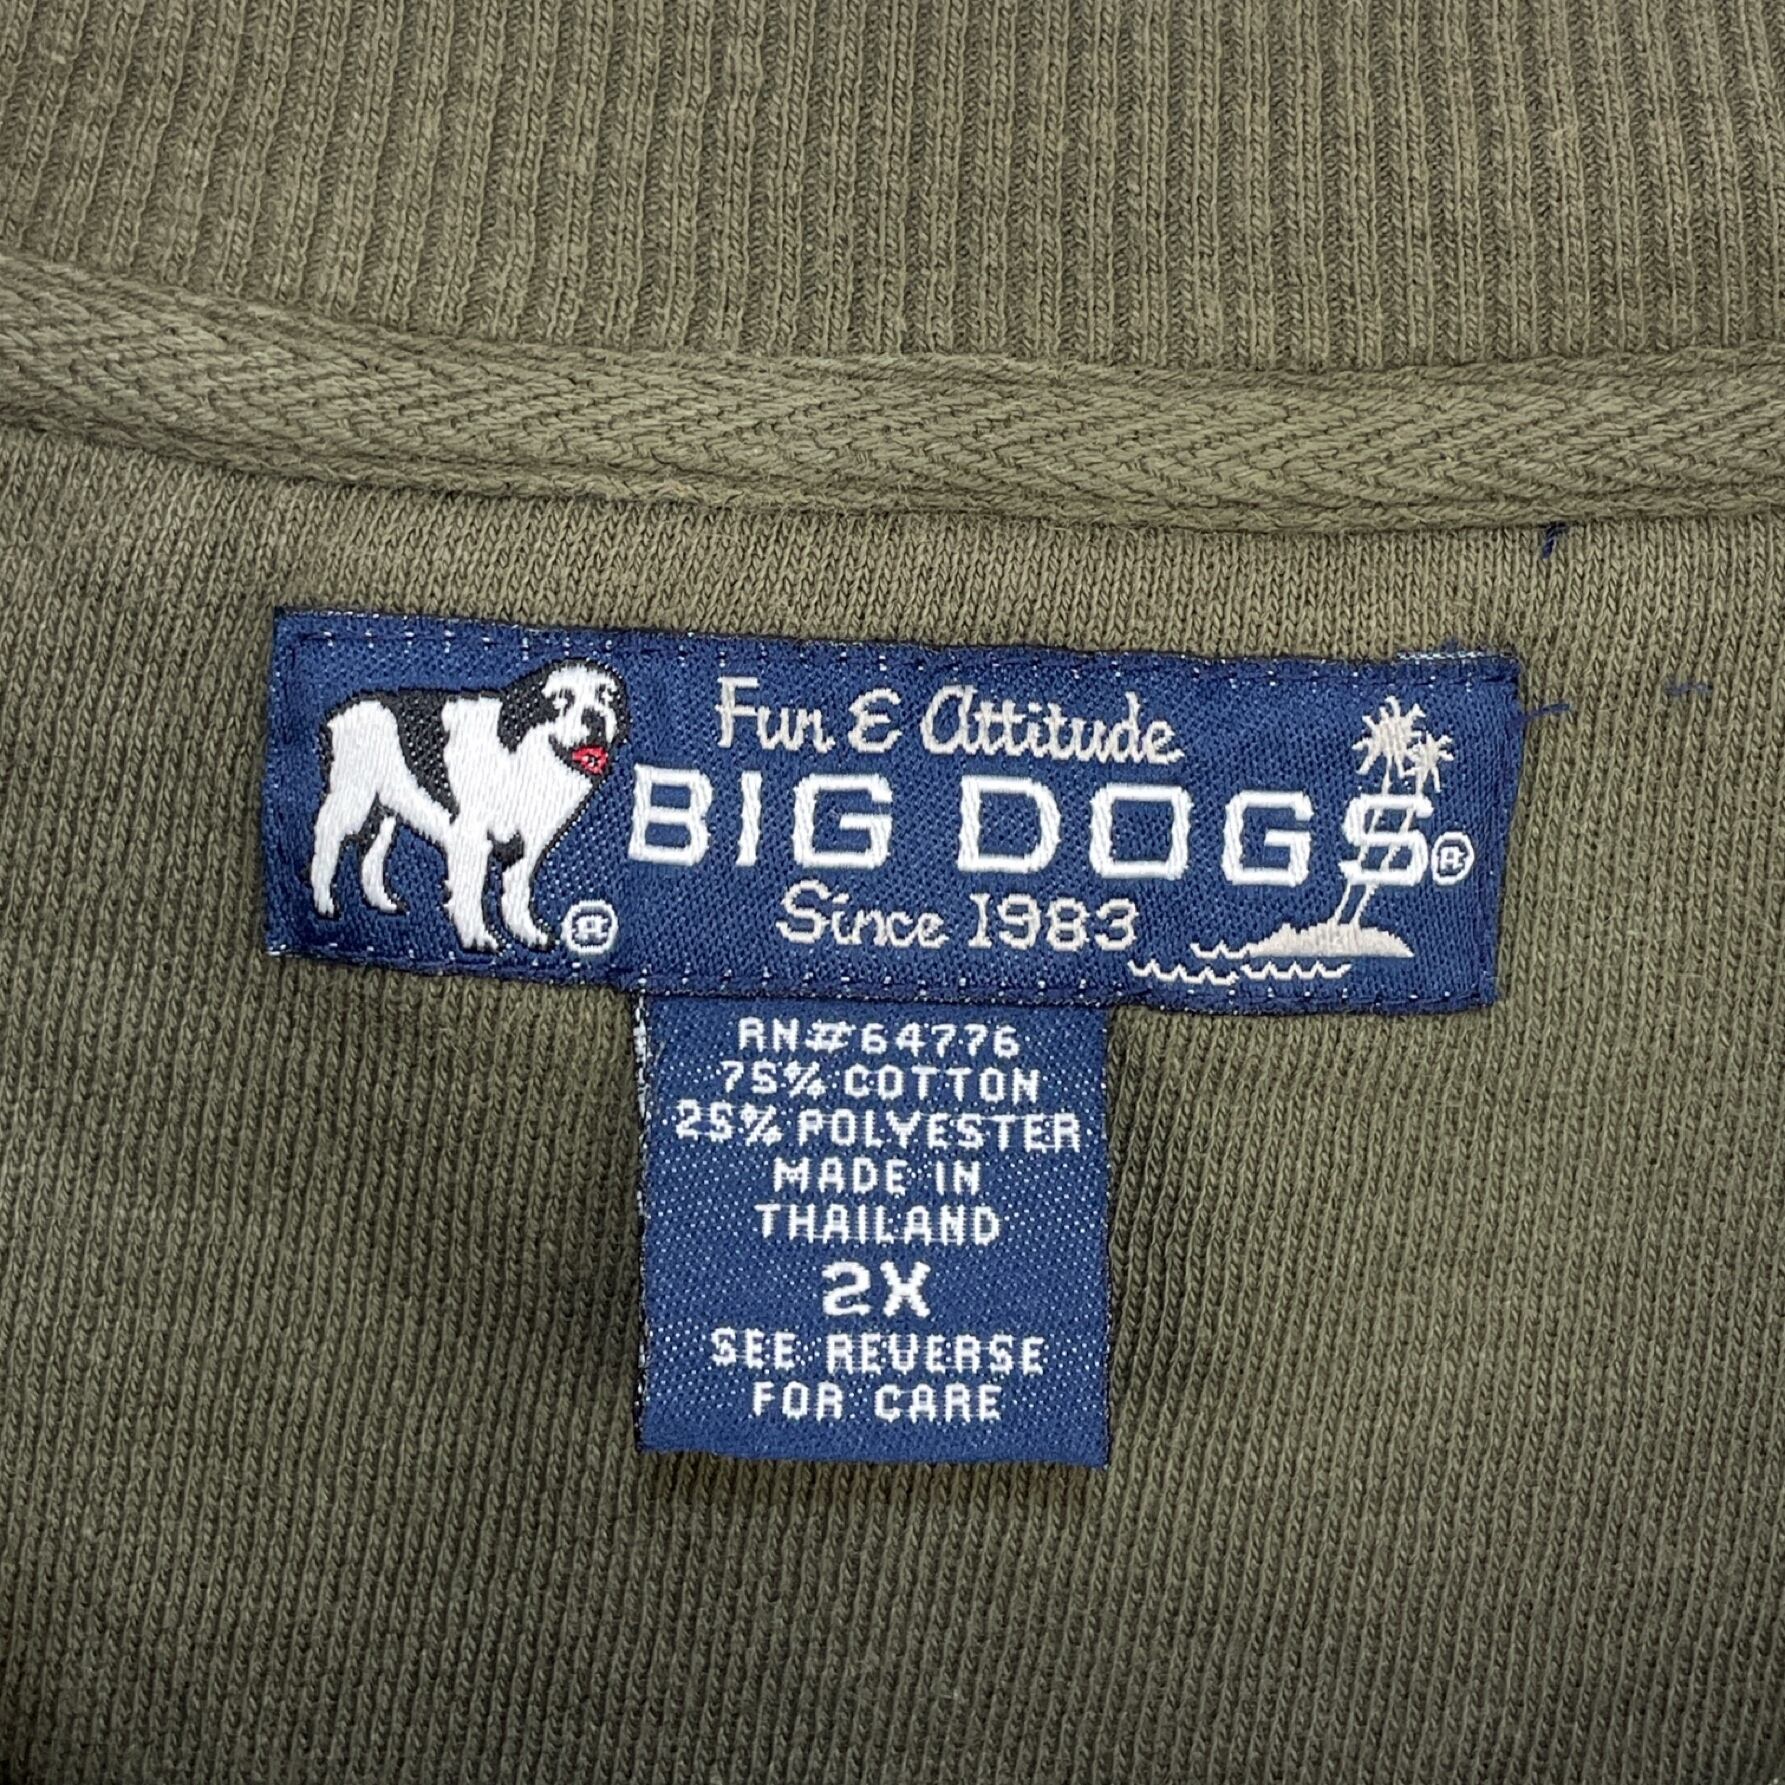 Fun & Attitude
BIG DOGS®
Since 1983
®
RN#64776
75% COTTON
25% POLYESTER
MADE IN
THAILAND
2X
SEE REVERSE
FOR CARE